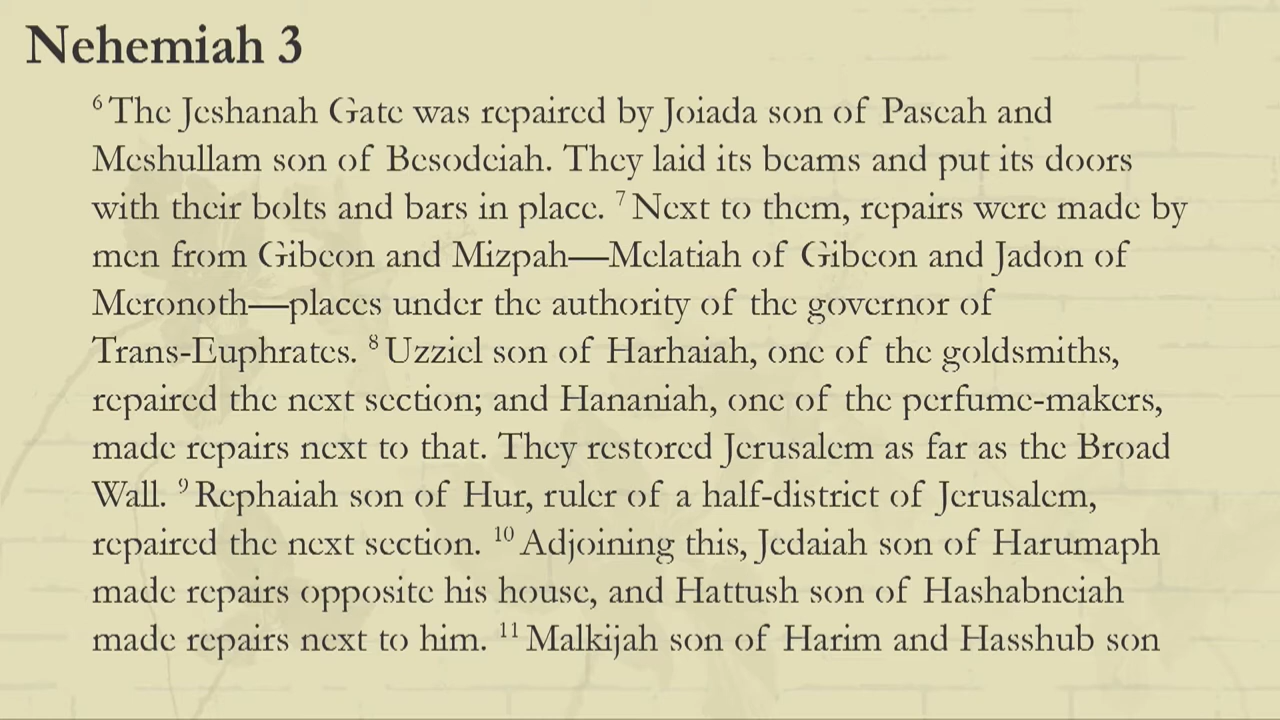 Nehemiah 3
6 The Jeshanah Gate was repaired by Joiada son of Paseah and
Meshullam son of Besodeiah. They laid its beams and put its doors
with their bolts and bars in place. 7 Next to them, repairs were made by
men from Gibeon and Mizpah—Melatiah of Gibeon and Jadon of
Meronoth—places under the authority of the governor of
Trans-Euphrates. 8 Uzziel son of Harhaiah, one of the goldsmiths,
repaired the next section; and Hananiah, one of the perfume-makers,
made repairs next to that. They restored Jerusalem as far as the Broad
Wall. 9 Rephaiah son of Hur, ruler of a half-district of Jerusalem,
repaired the next section. 10 Adjoining this, Jedaiah son of Harumaph
made repairs opposite his house, and Hattush son of Hashabneiah
made repairs next to him. 11 Malkijah son of Harim and Hasshub son